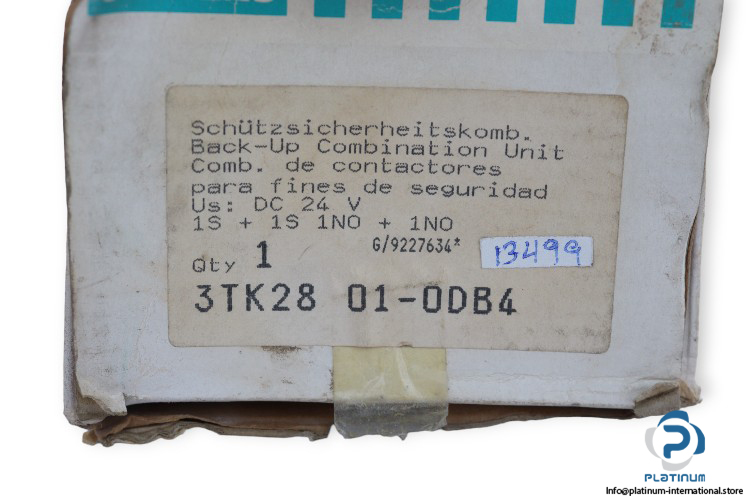 Schützsicherheitskomb.
Back-Up Combination Unit
Comb. de contactores
para fines de seguridad
Us: DC 24 V
1S + 1S 1NO + 1NO
G/9227634*
13499
Qty 1
3TK28 01-0DB4
PLATINUM
Info@platinum-international.store